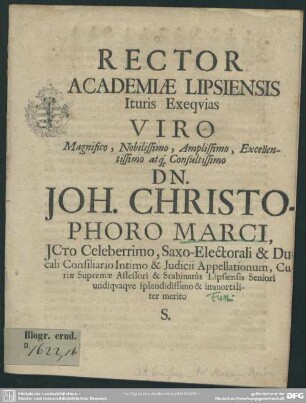 RECTOR
ACADEMIÆ LIPSIENSIS
Ituris Exeqvias
VIRO
Magnifico, Nobilissimo, Amplissimo, Excellen-
tissimo atq; Consultissimo
DN.
JOH. CHRISTO-
PHORO MARCI,
JCto Celeberrimo, Saxo-Electorali & Du-
cali Consiliario Intimo & Judicii Appellationum, Cu-
riæ Supremæ Assessori & Scabinatus Lipsiensis Seniori
undiqvaqve splendidissimo & immortali-
ter merito
S.
Biogr. erud.
D. 1622,16